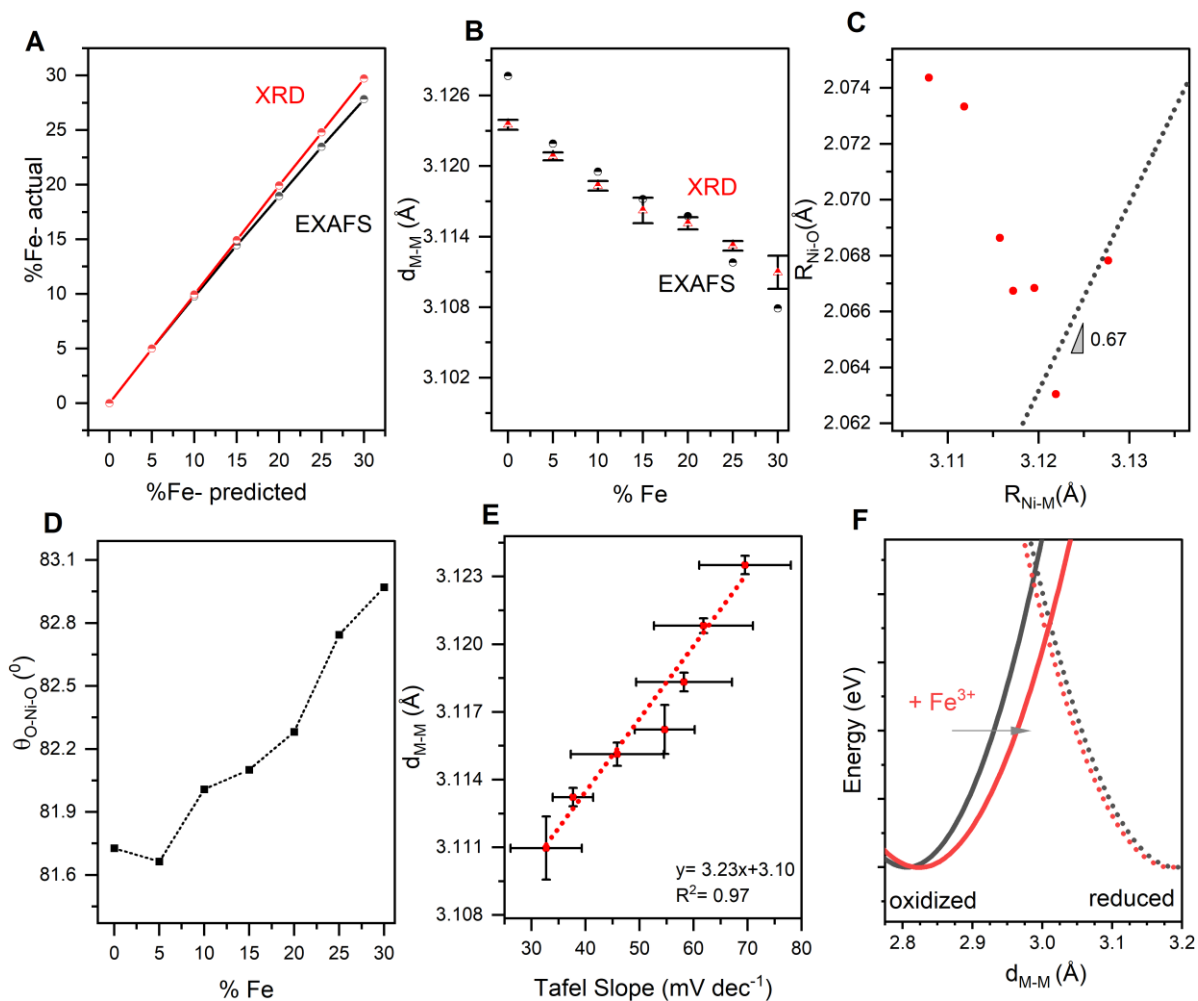 A
%Fe- actual
30
25
20
15
10
5
0
XRD
EXAFS
0 5 10 15 20 25 30
%Fe- predicted
B
d M-M (Å)
3.126
3.120
3.114
3.108
3.102
XRD
EXAFS
0 5 10 15 20 25 30
% Fe
C
R Ni-O (Å)
2.074
2.072
2.070
2.068
2.066
2.064
2.062
0.67
3.11 3.12 3.13
R Ni-M (Å)
D
θ O-Ni-O (⁰)
83.1
82.8
82.5
82.2
81.9
81.6
0 5 10 15 20 25 30
% Fe
E
d M-M (Å)
3.123
3.120
3.117
3.114
3.111
3.108
y= 3.23x+3.10
R²= 0.97
30 40 50 60 70 80
Tafel Slope (mV dec⁻¹)
F
Energy (eV)
+ Fe³⁺
oxidized
reduced
2.8 2.9 3.0 3.1 3.2
d M-M (Å)